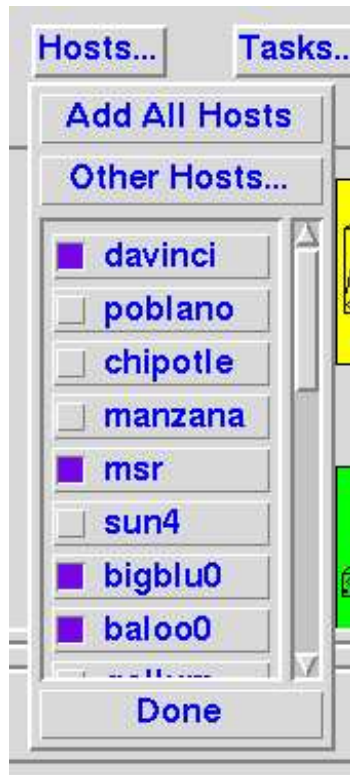 Hosts... Tasks..
Add All Hosts
Other Hosts...
davinci
poblano
chipotle
manzana
msr
sun4
bigblu0
baloo0
Done